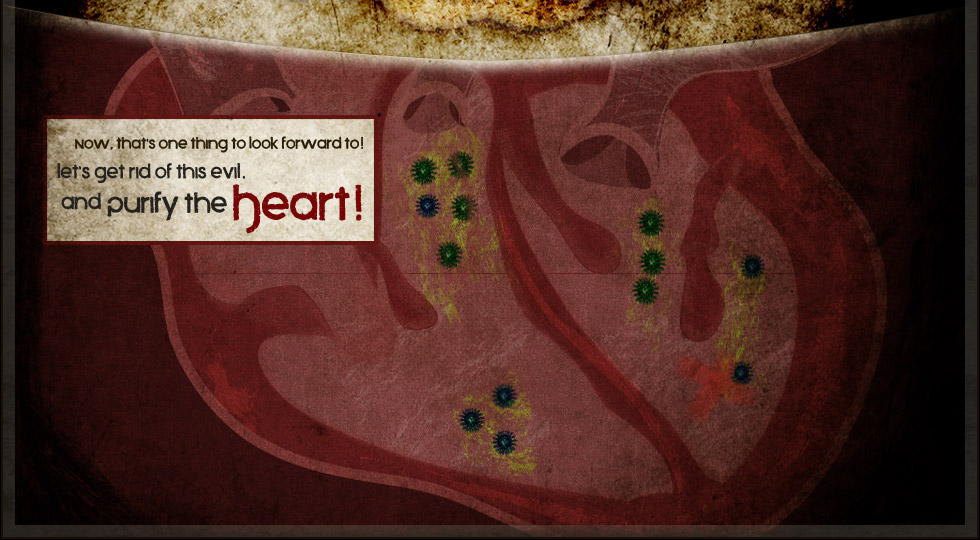 Now, that's one thing to look forward to!
let's get rid of this evil.
and purify the heart!